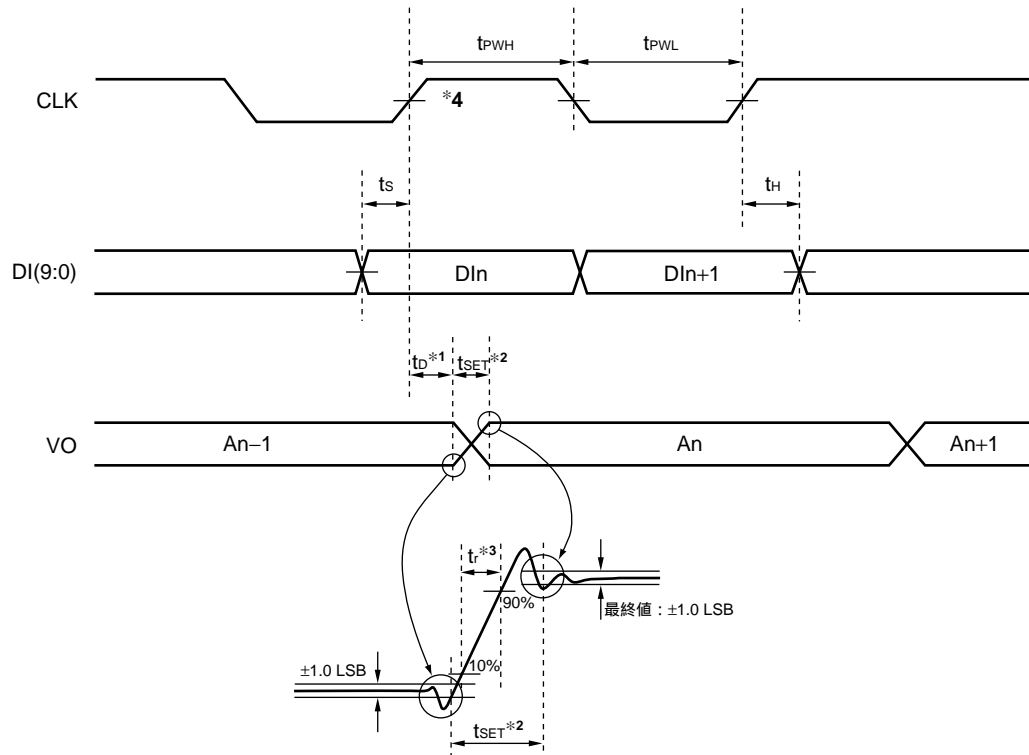 tPWH
tPWL
CLK
*4
tS
tH
DI(9:0)
DIn
DIn+1
tD*1
tSET*2
VO
An−1
An
An+1
tr*3
90%
最終値：±1.0 LSB
±1.0 LSB
10%
tSET*2